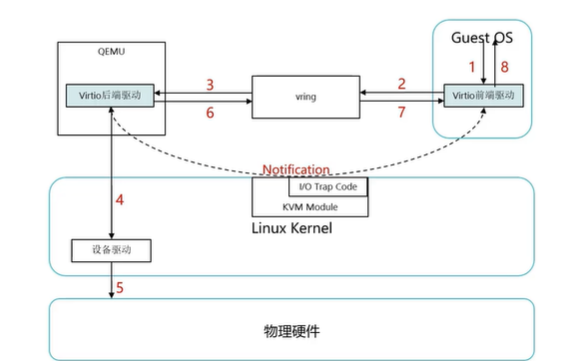 QEMU
Guest OS
1
8
Virtio后端驱动
3
6
vring
2
7
Virtio前端驱动
Notification
I/O Trap Code
KVM Module
Linux Kernel
4
设备驱动
5
物理硬件